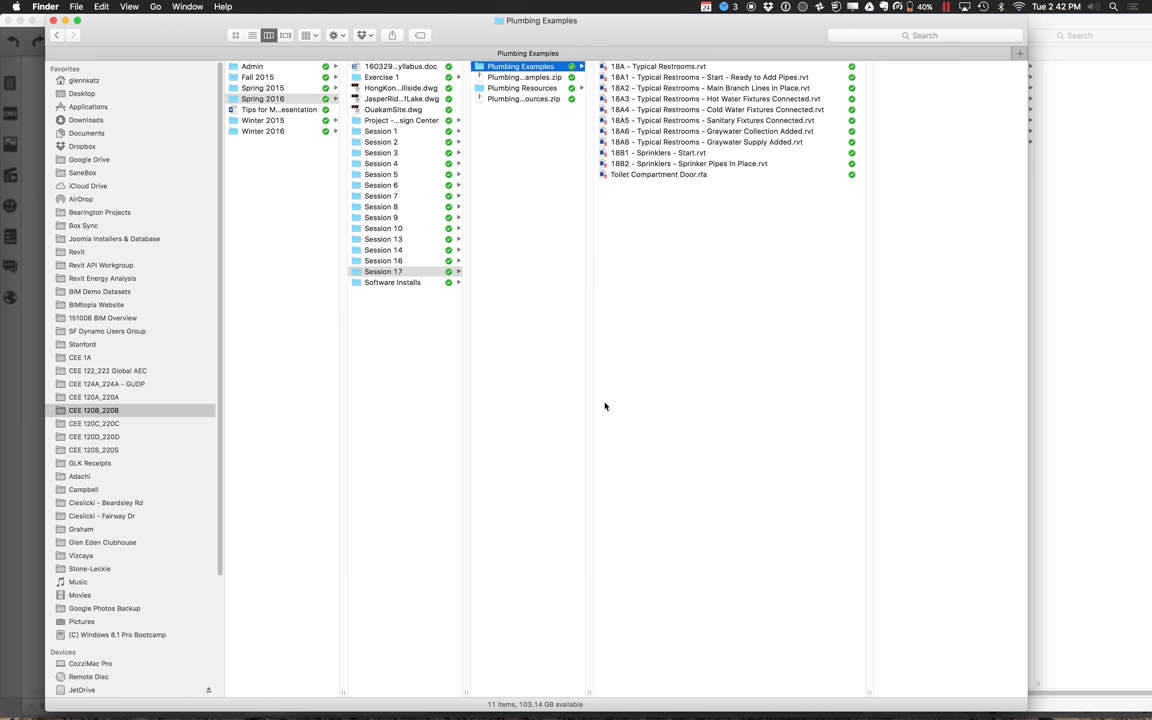 Finder File Edit View Go Window Help
24 3 40% Tue 2 42 PM
Plumbing Examples
Search
Search
Plumbing Examples
Favorites
glennkatz
Desktop
Applications
Downloads
Documents
Dropbox
Google Drive
SaneBox
iCloud Drive
AirDrop
Bearington Projects
Box Sync
Joomla Installers & Database
Revit
Revit API Workgroup
Revit Energy Analysis
BIM Demo Datasets
BIMtopia Website
151008 BIM Overview
SF Dynamo Users Group
Stanford
CEE 1A
CEE 122_222 Global AEC
CEE 124A_224A - GUDP
CEE 120A_220A
CEE 120B_220B
CEE 120C_220C
CEE 120D_220D
CEE 120S_220S
GLK Receipts
Adachi
Campbell
Cieslicki - Beardsley Rd
Cieslicki - Fairway Dr
Graham
Glen Eden Clubhouse
Vizcaya
Stone-Leckie
Music
Movies
Google Photos Backup
Pictures
[C] Windows 8.1 Pro Bootcamp
Devices
CozziMac Pro
Remote Disc
JetDrive
Admin
Fall 2015
Spring 2015
Spring 2016
Tips for M...esentation
Winter 2015
Winter 2016
160329...yllabus.doc
Exercise 1
HongKon...illside.dwg
JasperRid...fLake.dwg
OuakamSite.dwg
Project -...sign Center
Session 1
Session 2
Session 3
Session 4
Session 5
Session 6
Session 7
Session 8
Session 9
Session 10
Session 13
Session 14
Session 16
Session 17
Software Installs
Plumbing Examples
Plumbing...amples.zip
Plumbing Resources
Plumbing...ources.zip
18A - Typical Restrooms.rvt
18A1 - Typical Restrooms - Start - Ready to Add Pipes.rvt
18A2 - Typical Restrooms - Main Branch Lines In Place.rvt
18A3 - Typical Restrooms - Hot Water Fixtures Connected.rvt
18A4 - Typical Restrooms - Cold Water Fixtures Connected.rvt
18A5 - Typical Restrooms - Sanitary Fixtures Connected.rvt
18A6 - Typical Restrooms - Graywater Collection Added.rvt
18A6 - Typical Restrooms - Graywater Supply Added.rvt
18B1 - Sprinklers - Start.rvt
18B2 - Sprinklers - Sprinker Pipes In Place.rvt
Toilet Compartment Door.rfa
11 items, 103.14 GB available